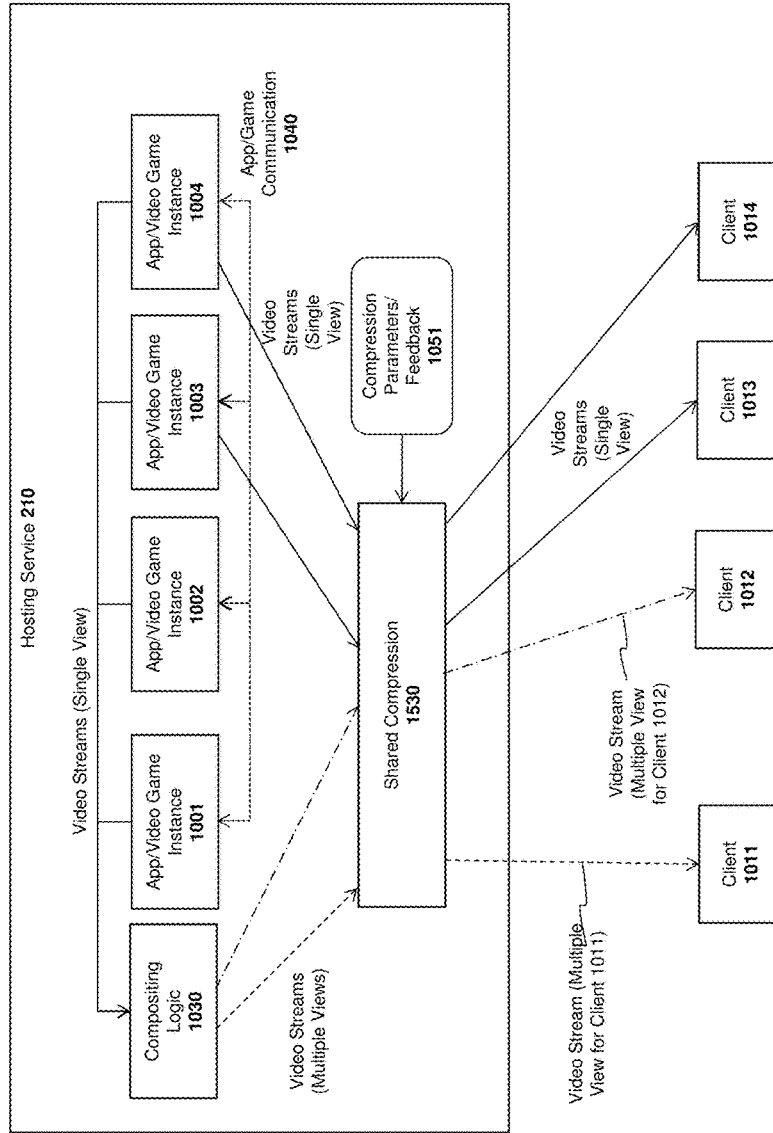 Hosting Service 210
Video Streams (Single View)
Compositing
Logic
1030
App/Video Game
Instance
1001
App/Video Game
Instance
1002
App/Video Game
Instance
1003
App/Video Game
Instance
1004
App/Game
Communication
1040
Video Streams
(Multiple Views)
Video
Streams
(Single
View)
Shared Compression
1530
Compression
Parameters/
Feedback
1051
Video Stream (Multiple
View for Client 1011)
Video Stream
(Multiple View
for Client 1012)
Video
Streams
(Single
View)
Client
1011
Client
1012
Client
1013
Client
1014